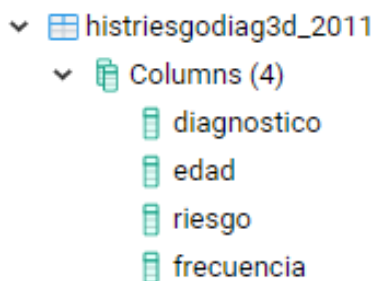 histriesgodiag3d_2011
Columns (4)
diagnostico
edad
riesgo
frecuencia